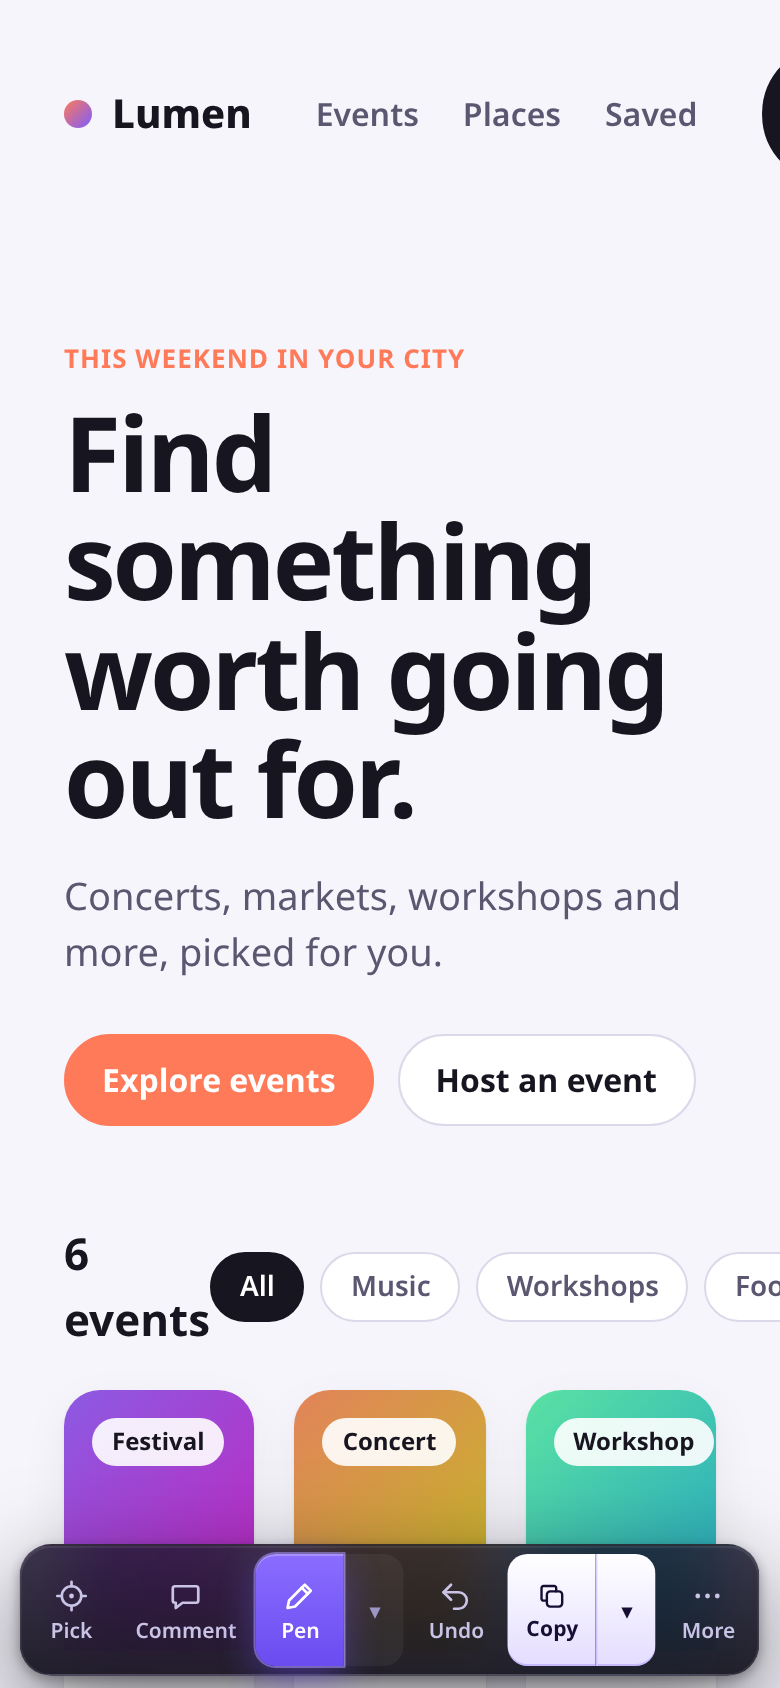 Lumen Events Places Saved
THIS WEEKEND IN YOUR CITY
Find
something
worth going
out for.
Concerts, markets, workshops and
more, picked for you.
Explore events Host an event
6
events
All Music Workshops Foo
Festival Concert Workshop
Pick Comment Pen Undo Copy More